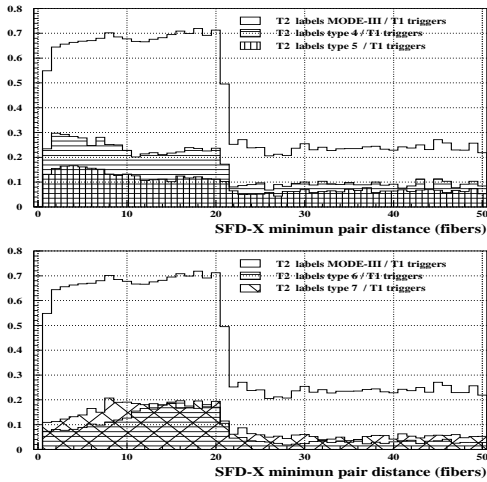 0.8
T2 labels MODE-III / T1 triggers
T2 labels type 4 / T1 triggers
T2 labels type 5 / T1 triggers
0.7
0.6
0.5
0.4
0.3
0.2
0.1
0
0 10 20 30 40 50
SFD-X minimun pair distance (fibers)
0.8
T2 labels MODE-III / T1 triggers
T2 labels type 6 / T1 triggers
T2 labels type 7 / T1 triggers
0.7
0.6
0.5
0.4
0.3
0.2
0.1
0
0 10 20 30 40 50
SFD-X minimun pair distance (fibers)